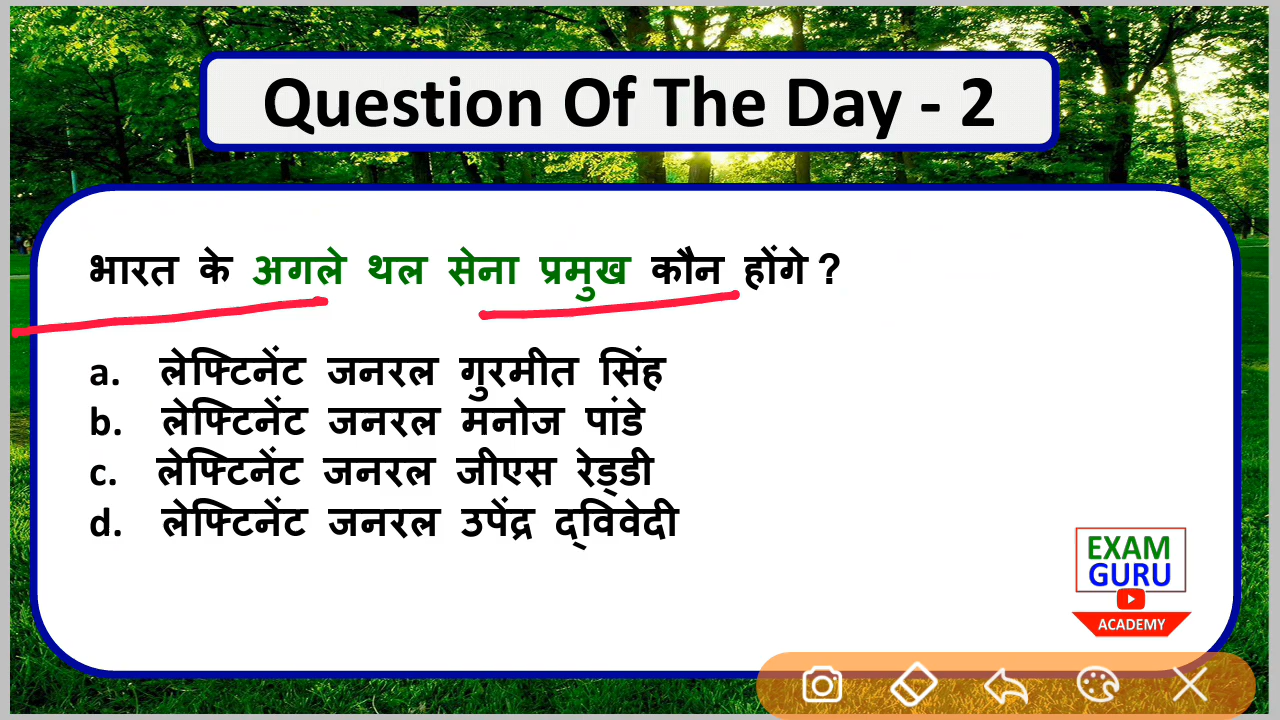 Question Of The Day - 2
भारत के अगले थल सेना प्रमुख कौन होंगे ?
a. लेफ्टिनेंट जनरल गुरमीत सिंह
b. लेफ्टिनेंट जनरल मनोज पांडे
c. लेफ्टिनेंट जनरल जीएस रेड्डी
d. लेफ्टिनेंट जनरल उपेंद्र द्विवेदी
EXAM
GURU
ACADEMY